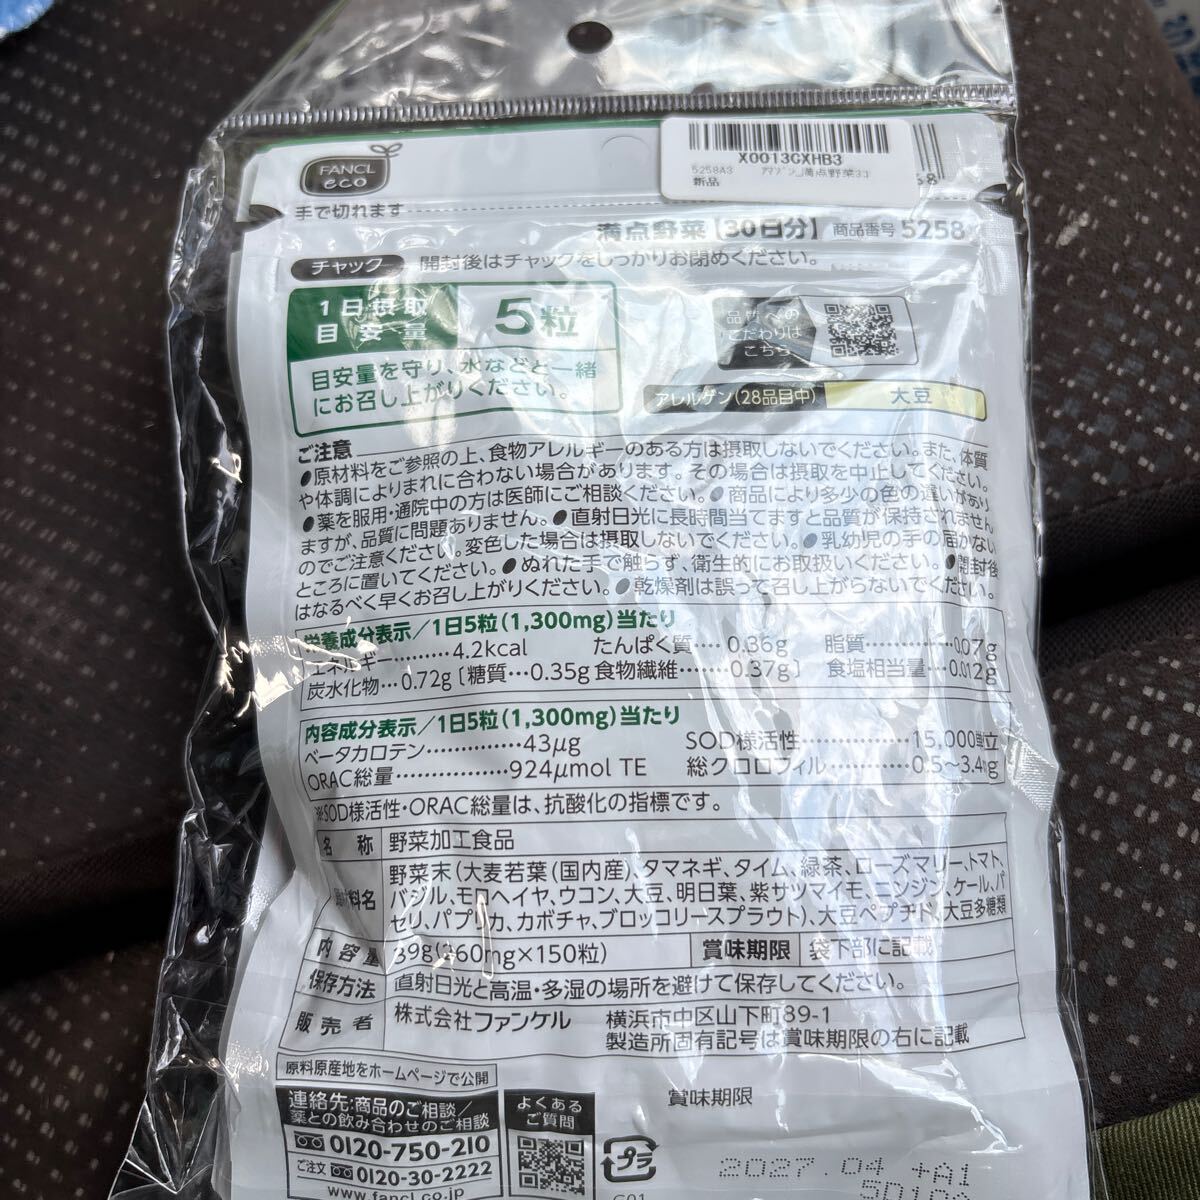 X0013CXHB3
5258A3 アマゾン_満点野菜3コ
新品
68
FANCL
eco
手で切れます
満点野菜【30日分】 商品番号 5258
チャック 開封後はチャックをしっかりお閉めください。
1日摂取
目安量
5粒
目安量を守り、水などと一緒
にお召し上がりください。
品質への
こだわりは
こちら
アレルゲン(28品目中) 大豆
ご注意
●原材料をご参照の上、食物アレルギーのある方は摂取しないでください。また、体質
や体調によりまれに合わない場合があります。その場合は摂取を中止してください。
●薬を服用・通院中の方は医師にご相談ください。●商品により多少の色の違いがあり
ますが、品質に問題ありません。●直射日光に長時間当てますと品質が保持されません
のでご注意ください。変色した場合は摂取しないでください。●乳幼児の手の届かない
ところに置いてください。●ぬれた手で触らず、衛生的にお取扱いください。●開封後
はなるべく早くお召し上がりください。●乾燥剤は誤って召し上がらないでください。
栄養成分表示/1日5粒(1,300mg)当たり
エネルギー………4.2kcal たんぱく質…‥0.36g 脂質……………0.07g
炭水化物…0.72g[糖質…0.35g 食物繊維……0.37g] 食塩相当量…0.012g
内容成分表示/1日5粒(1,300mg)当たり
ベータカロテン……………43μg SOD様活性……………15,000単位
ORAC総量………………924μmol TE 総クロロフィル…………0.5~3.4mg
※SOD様活性・ORAC総量は、抗酸化の指標です。
名称 野菜加工食品
原材料名 野菜末(大麦若葉(国内産)、タマネギ、タイム、緑茶、ローズマリー、トマト、
バジル、モロヘイヤ、ウコン、大豆、明日葉、紫サツマイモ、ニンジン、ケール、パ
セリ、パプリカ、カボチャ、ブロッコリースプラウト)、大豆ペプチド、大豆多糖類
内容量 39g(260mg×150粒) 賞味期限 袋下部に記載
保存方法 直射日光と高温・多湿の場所を避けて保存してください。
販売者 株式会社ファンケル 横浜市中区山下町89-1
製造所固有記号は賞味期限の右に記載
原料原産地をホームページで公開
連絡先:商品のご相談/
薬との飲み合わせのご相談
0120-750-210
ご注文 0120-30-2222
www.fancl.co.jp
よくある
ご質問
プラ
賞味期限
2027.04 +A1